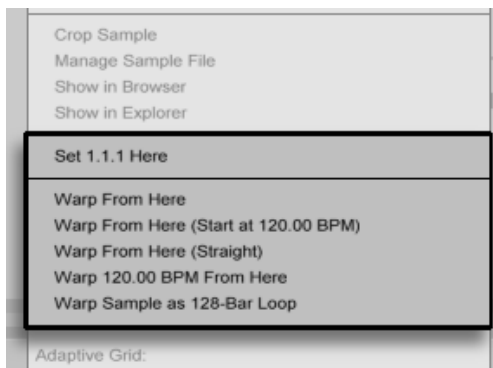 Crop Sample
Manage Sample File
Show in Browser
Show in Explorer
Set 1.1.1 Here
Warp From Here
Warp From Here (Start at 120.00 BPM)
Warp From Here (Straight)
Warp 120.00 BPM From Here
Warp Sample as 128-Bar Loop
Adaptive Grid: